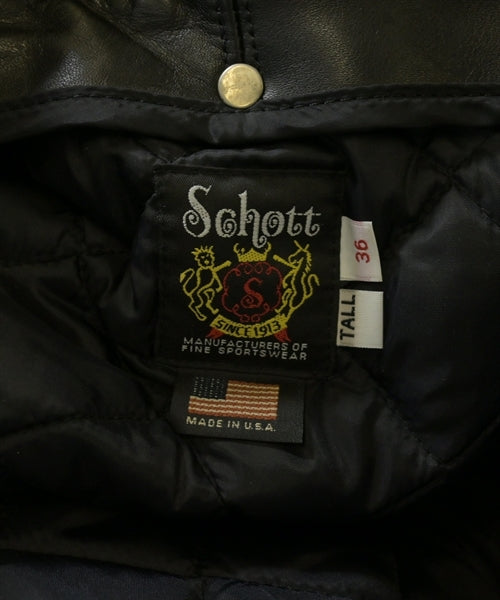 Schott
S
SINCE 1913
MANUFACTURERS OF
FINE SPORTSWEAR
36
TALL
MADE IN U.S.A.